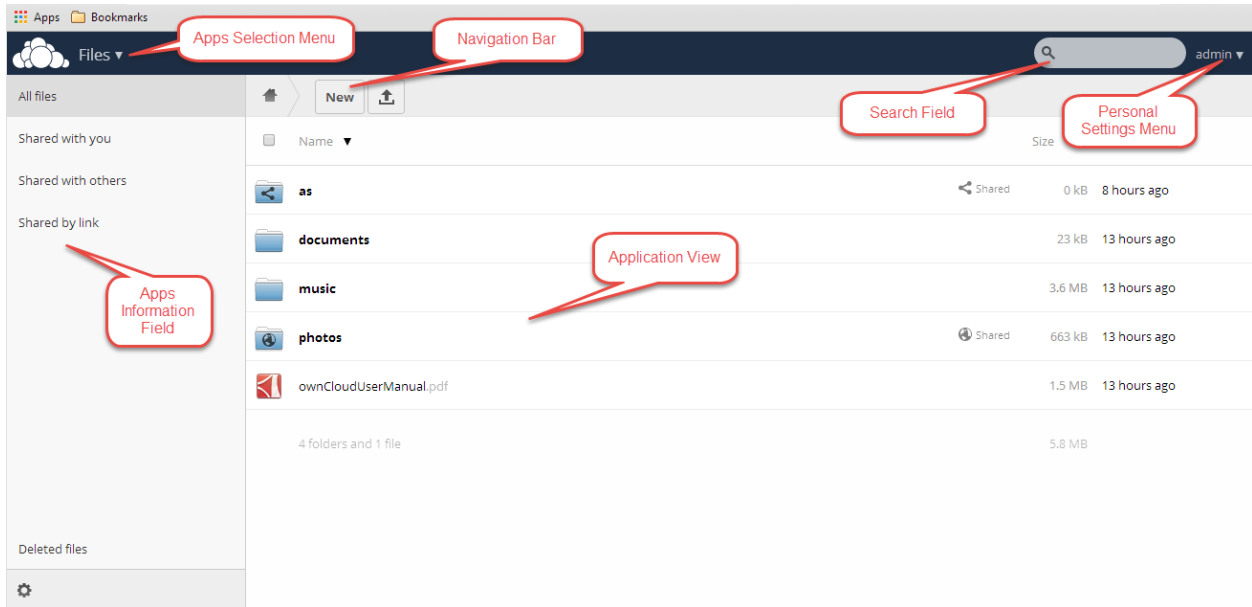 Apps Bookmarks
Apps Selection Menu
Navigation Bar
Files ▾
admin ▾
All files
New
Search Field
Personal
Settings Menu
Shared with you
Name ▼
Size
Shared with others
as Shared 0 kB 8 hours ago
Shared by link
documents 23 kB 13 hours ago
Application View
Apps
Information
Field
music 3.6 MB 13 hours ago
photos Shared 663 kB 13 hours ago
ownCloudUserManual.pdf 1.5 MB 13 hours ago
4 folders and 1 file 5.8 MB
Deleted files